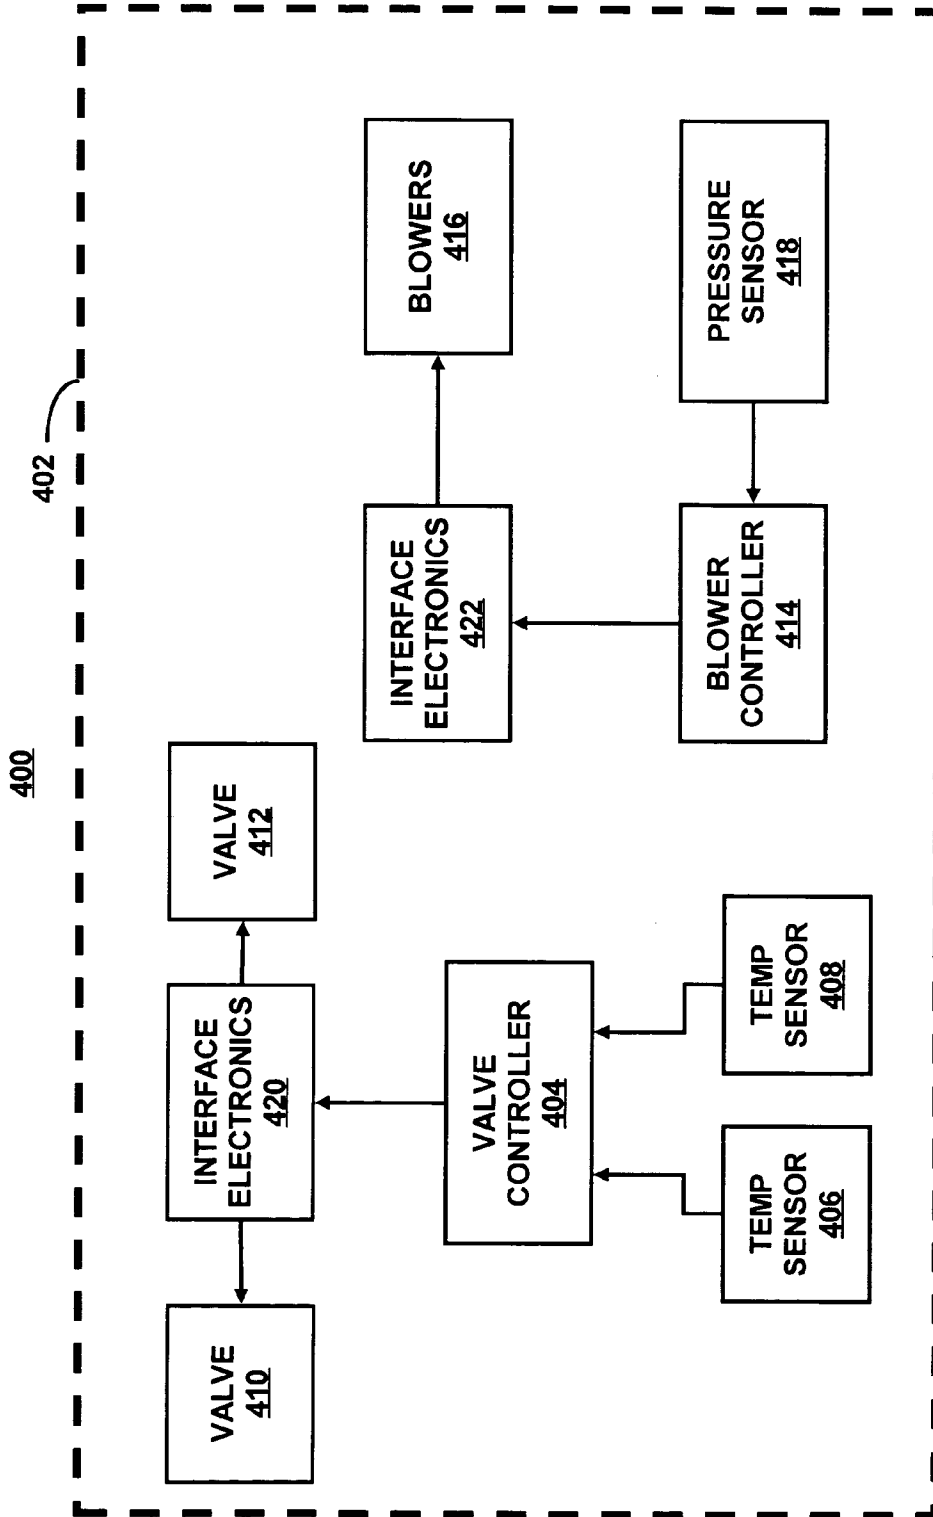 400
402
VALVE
410
INTERFACE
ELECTRONICS
420
VALVE
412
INTERFACE
ELECTRONICS
422
BLOWERS
416
VALVE
CONTROLLER
404
BLOWER
CONTROLLER
414
PRESSURE
SENSOR
418
TEMP
SENSOR
406
TEMP
SENSOR
408